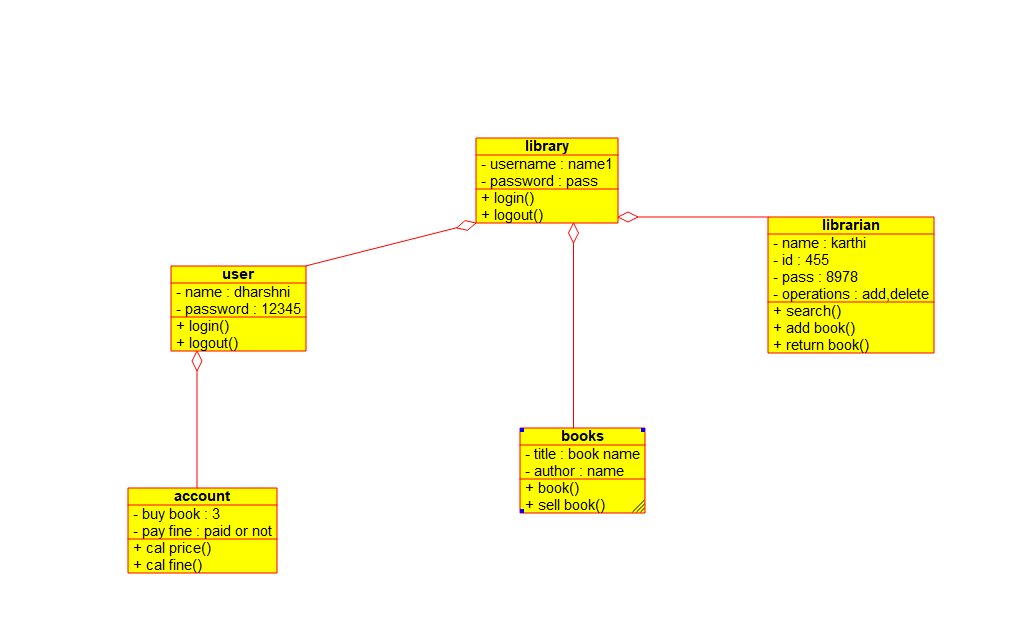 library
- username : name1
- password : pass
+ login()
+ logout()
librarian
- name : karthi
- id : 455
- pass : 8978
- operations : add,delete
+ search()
+ add book()
+ return book()
user
- name : dharshni
- password : 12345
+ login()
+ logout()
books
- title : book name
- author : name
+ book()
+ sell book()
account
- buy book : 3
- pay fine : paid or not
+ cal price()
+ cal fine()